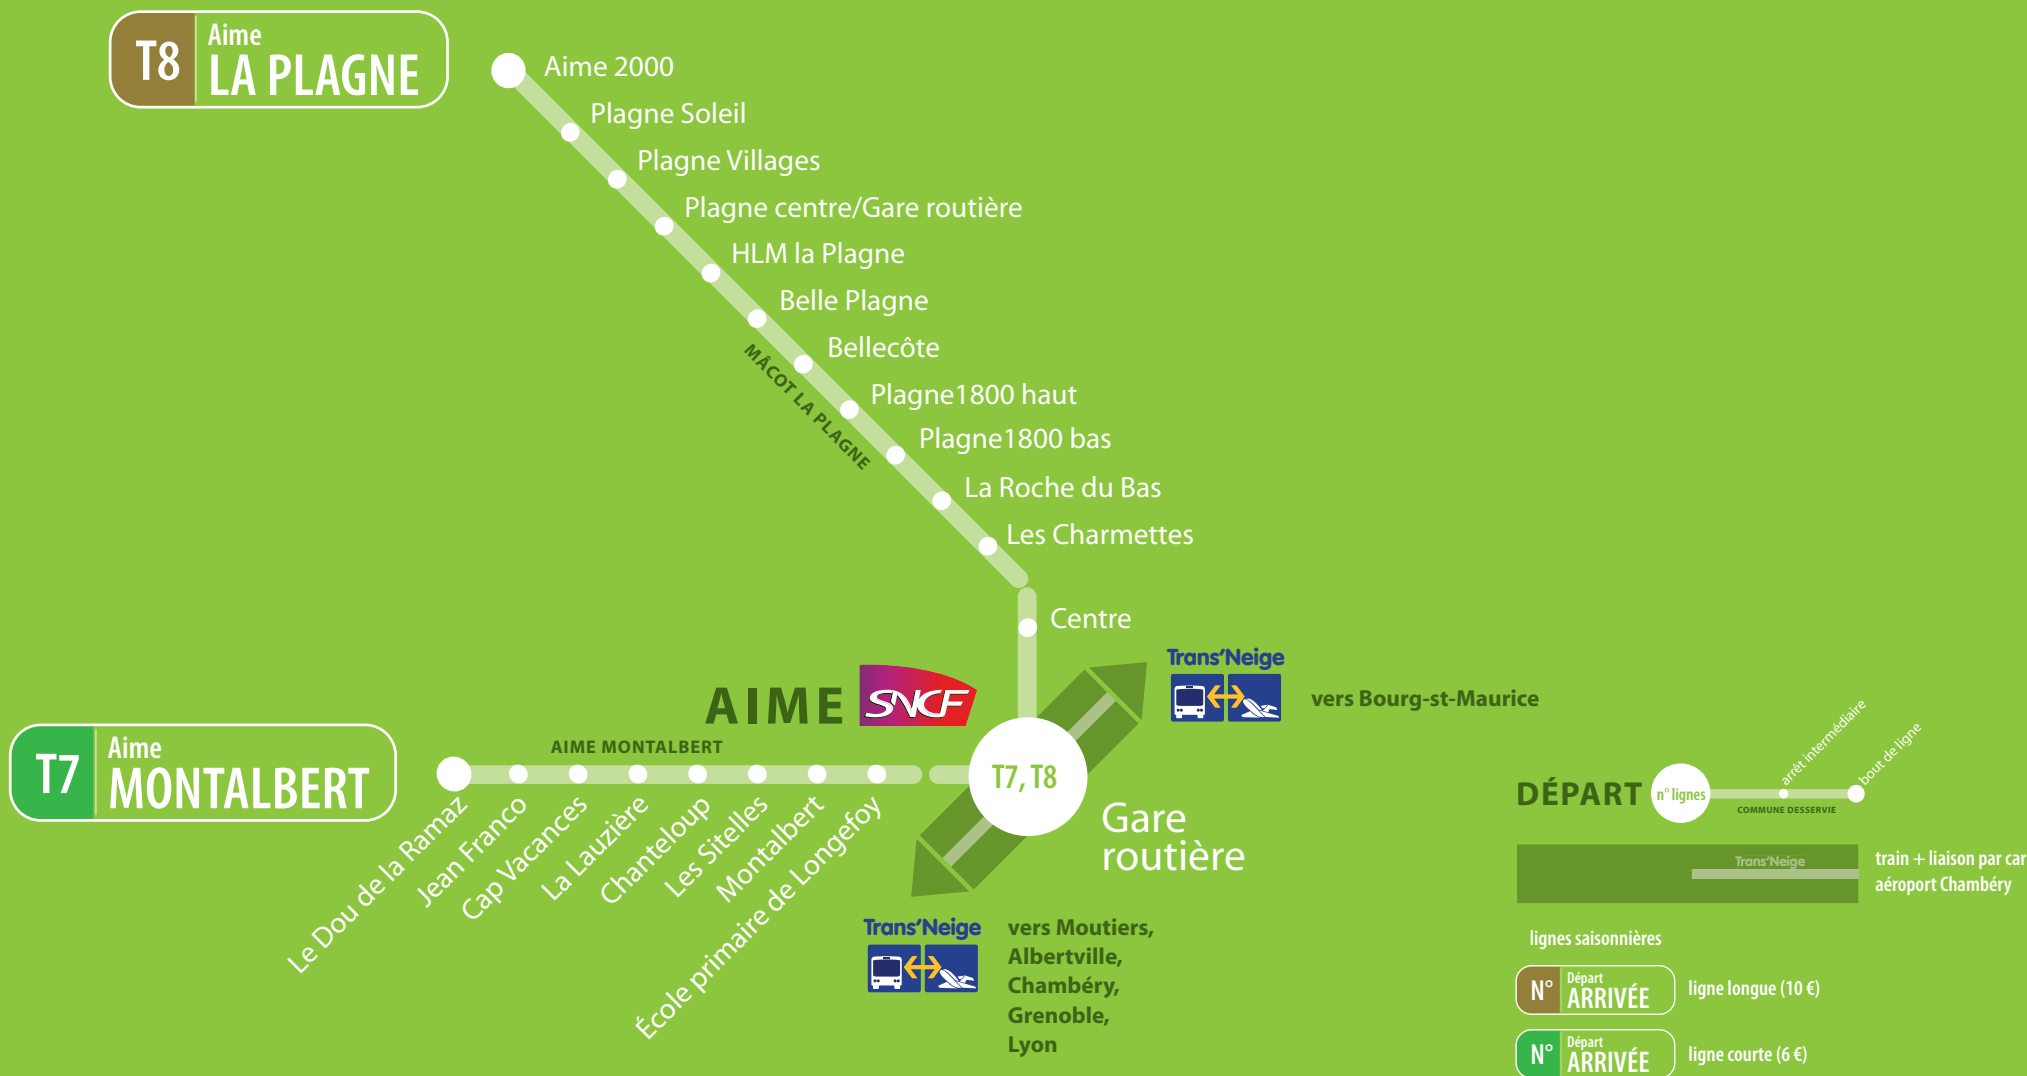 T8
Aime
LA PLAGNE
Aime 2000
Plagne Soleil
Plagne Villages
Plagne centre/Gare routière
HLM la Plagne
Belle Plagne
Bellecôte
MÂCOT LA PLAGNE
Plagne1800 haut
Plagne1800 bas
La Roche du Bas
Les Charmettes
Centre
AIME
SNCF
Trans'Neige
vers Bourg-st-Maurice
T7
Aime
MONTALBERT
AIME MONTALBERT
T7, T8
Gare
routière
Le Dou de la Ramaz
Jean Franco
Cap Vacances
La Lauzière
Chanteloup
Les Sitelles
Montalbert
École primaire de Longefoy
Trans'Neige
vers Moutiers,
Albertville,
Chambéry,
Grenoble,
Lyon
DÉPART
n° lignes
arrêt intermédiaire
bout de ligne
COMMUNE DESSERVIE
Trans'Neige
train + liaison par car
aéroport Chambéry
lignes saisonnières
N°
Départ
ARRIVÉE
ligne longue (10 €)
N°
Départ
ARRIVÉE
ligne courte (6 €)